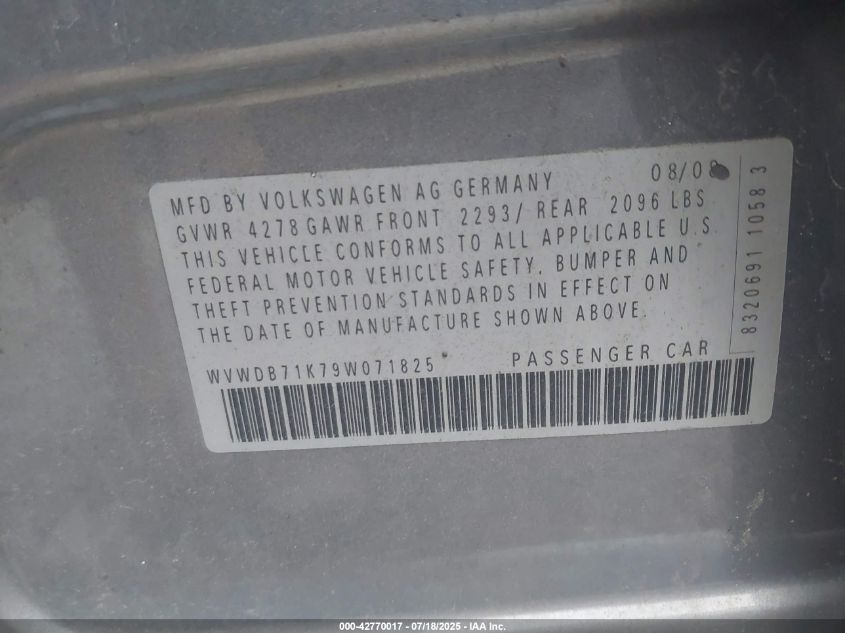 MFD BY VOLKSWAGEN AG GERMANY 08/08
GVWR 4278 GAWR FRONT 2293/ REAR 2096 LBS
THIS VEHICLE CONFORMS TO ALL APPLICABLE U.S.
FEDERAL MOTOR VEHICLE SAFETY, BUMPER AND
THEFT PREVENTION STANDARDS IN EFFECT ON
THE DATE OF MANUFACTURE SHOWN ABOVE.
WVWDB71K79W071825 PASSENGER CAR
8320691 1058 3
000-42770017 - 07/18/2025 - IAA Inc.